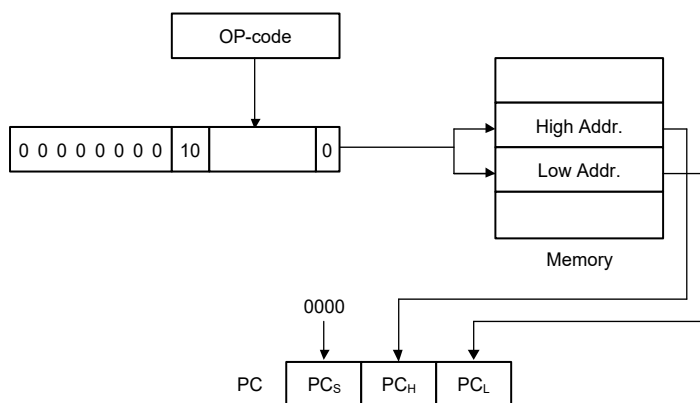 OP-code
0 0 0 0 0 0 0 0 10 0
High Addr.
Low Addr.
Memory
0000
PC PCS PCH PCL